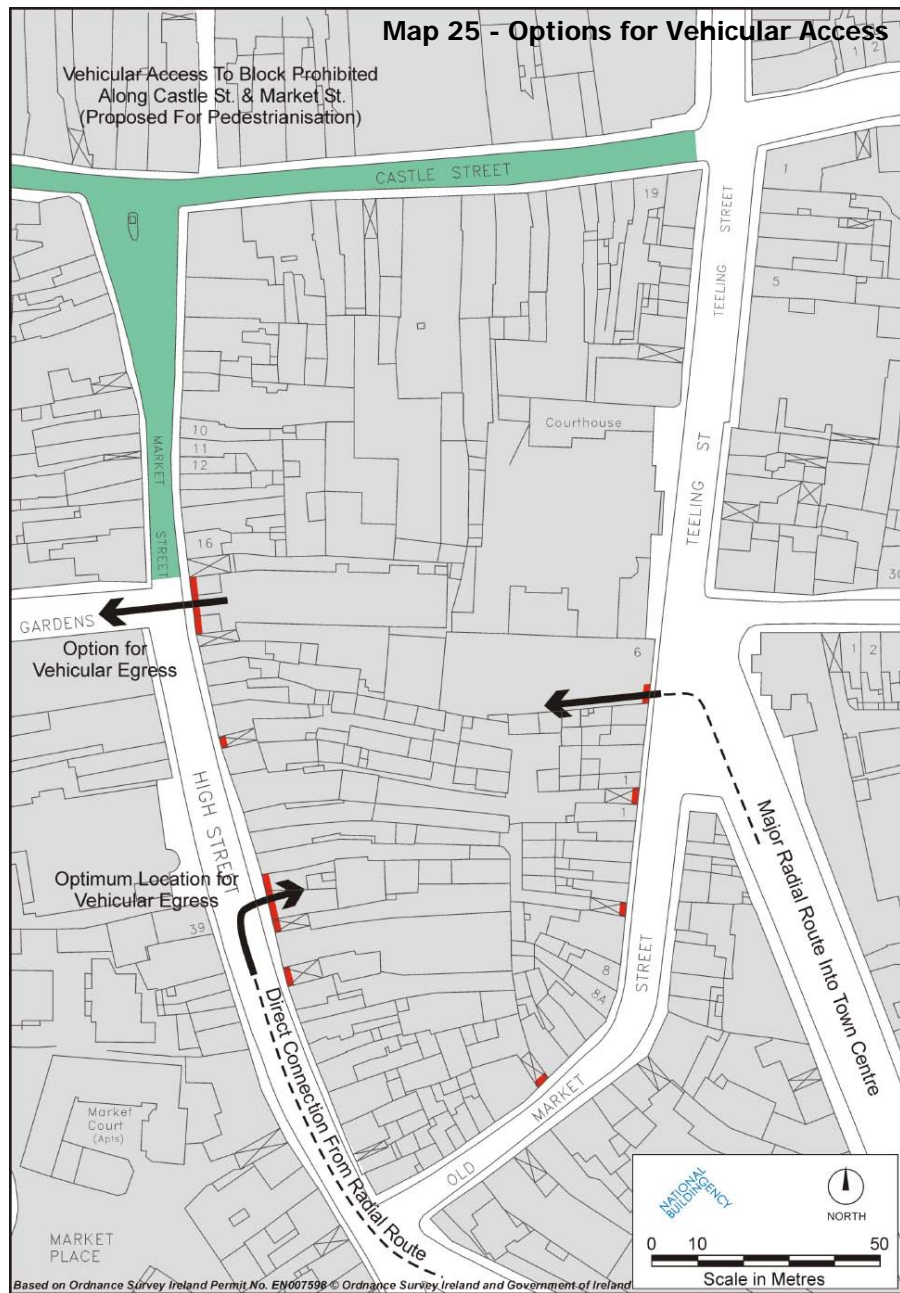 Map 25 - Options for Vehicular Access
1 2
Vehicular Access To Block Prohibited
Along Castle St. & Market St.
(Proposed For Pedestrianisation)
CASTLE STREET
19
TEELING STREET
1
5
Courthouse
TEELING ST
10
11
12
MARKET STREET
16
30
GARDENS
Option for
Vehicular Egress
6
1 2
HIGH STREET
1
1
Major Radial Route Into Town Centre
Optimum Location for
Vehicular Egress
39
8
8A
STREET
Direct Connection From Radial Route
OLD MARKET
Market
Court
(Apts)
MARKET
PLACE
NATIONAL
BUILDINGENCY
NORTH
0 10 50
Scale in Metres
Based on Ordnance Survey Ireland Permit No. EN007598 © Ordnance Survey Ireland and Government of Ireland